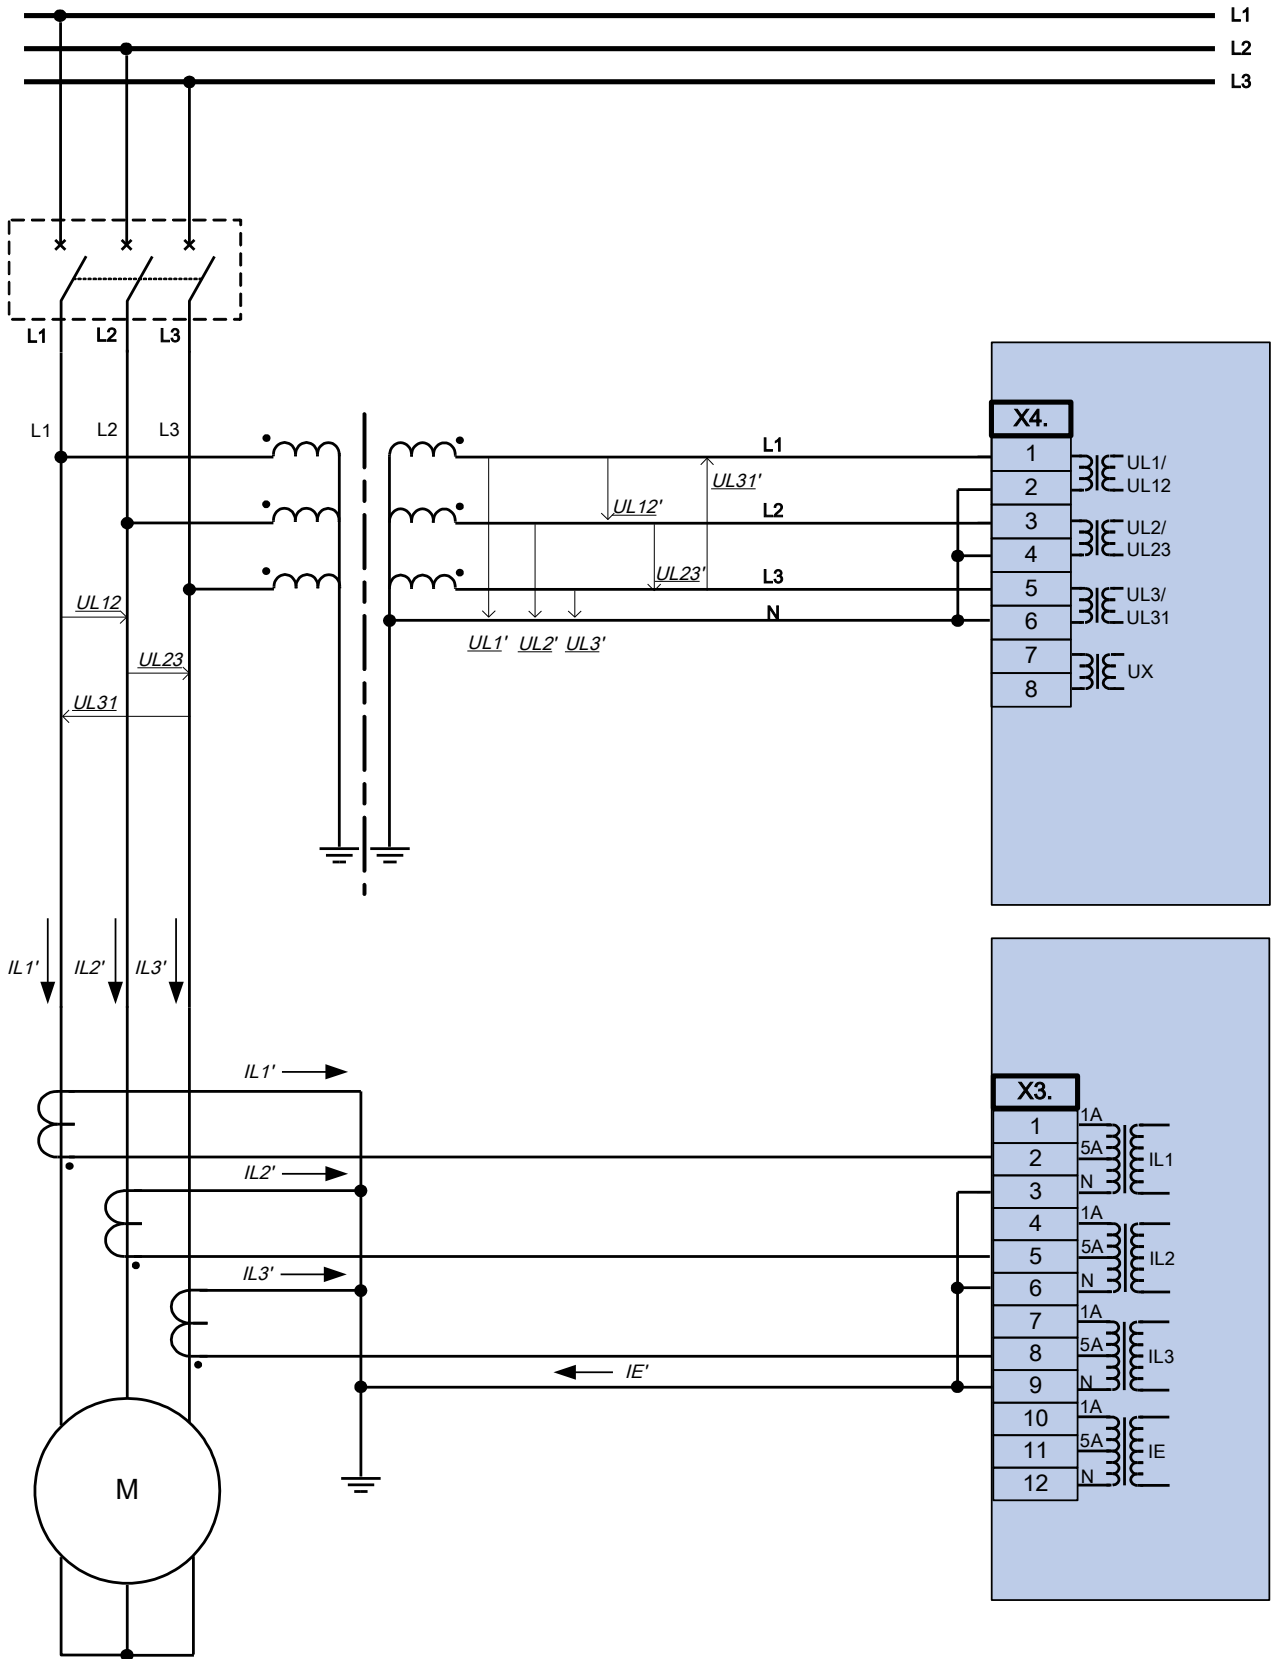 L1
L2
L3
L1 L2 L3
L1 L2 L3
X4.
L1
L2
L3
N
UL31'
UL12'
UL23'
UL1' UL2' UL3'
UL12
UL23
UL31
1
2
3
4
5
6
7
8
UL1/
UL12
UL2/
UL23
UL3/
UL31
UX
IL1' IL2' IL3'
IL1'
IL2'
IL3'
IE'
X3.
1 1A
2 5A IL1
3 N
4 1A
5 5A IL2
6 N
7 1A
8 5A IL3
9 N
10 1A
11 5A IE
12 N
M